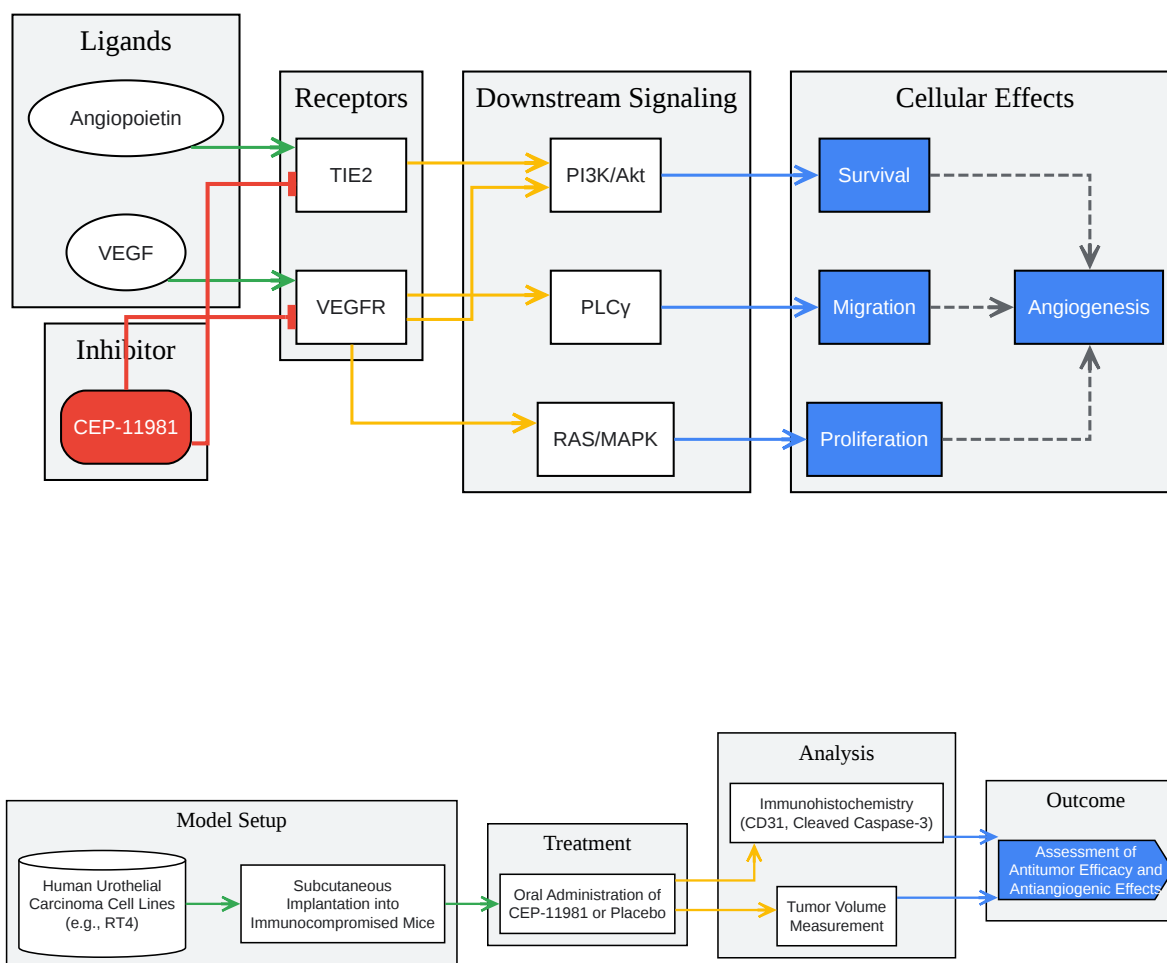 Ligands
Angiopoietin
VEGF
Inhibitor
CEP-11981
Receptors
TIE2
VEGFR
Downstream Signaling
PI3K/Akt
PLCγ
RAS/MAPK
Cellular Effects
Survival
Migration
Angiogenesis
Proliferation
Model Setup
Human Urothelial
Carcinoma Cell Lines
(e.g., RT4)
Subcutaneous
Implantation into
Immunocompromised Mice
Treatment
Oral Administration of
CEP-11981 or Placebo
Analysis
Immunohistochemistry
(CD31, Cleaved Caspase-3)
Tumor Volume
Measurement
Outcome
Assessment of
Antitumor Efficacy and
Antiangiogenic Effects